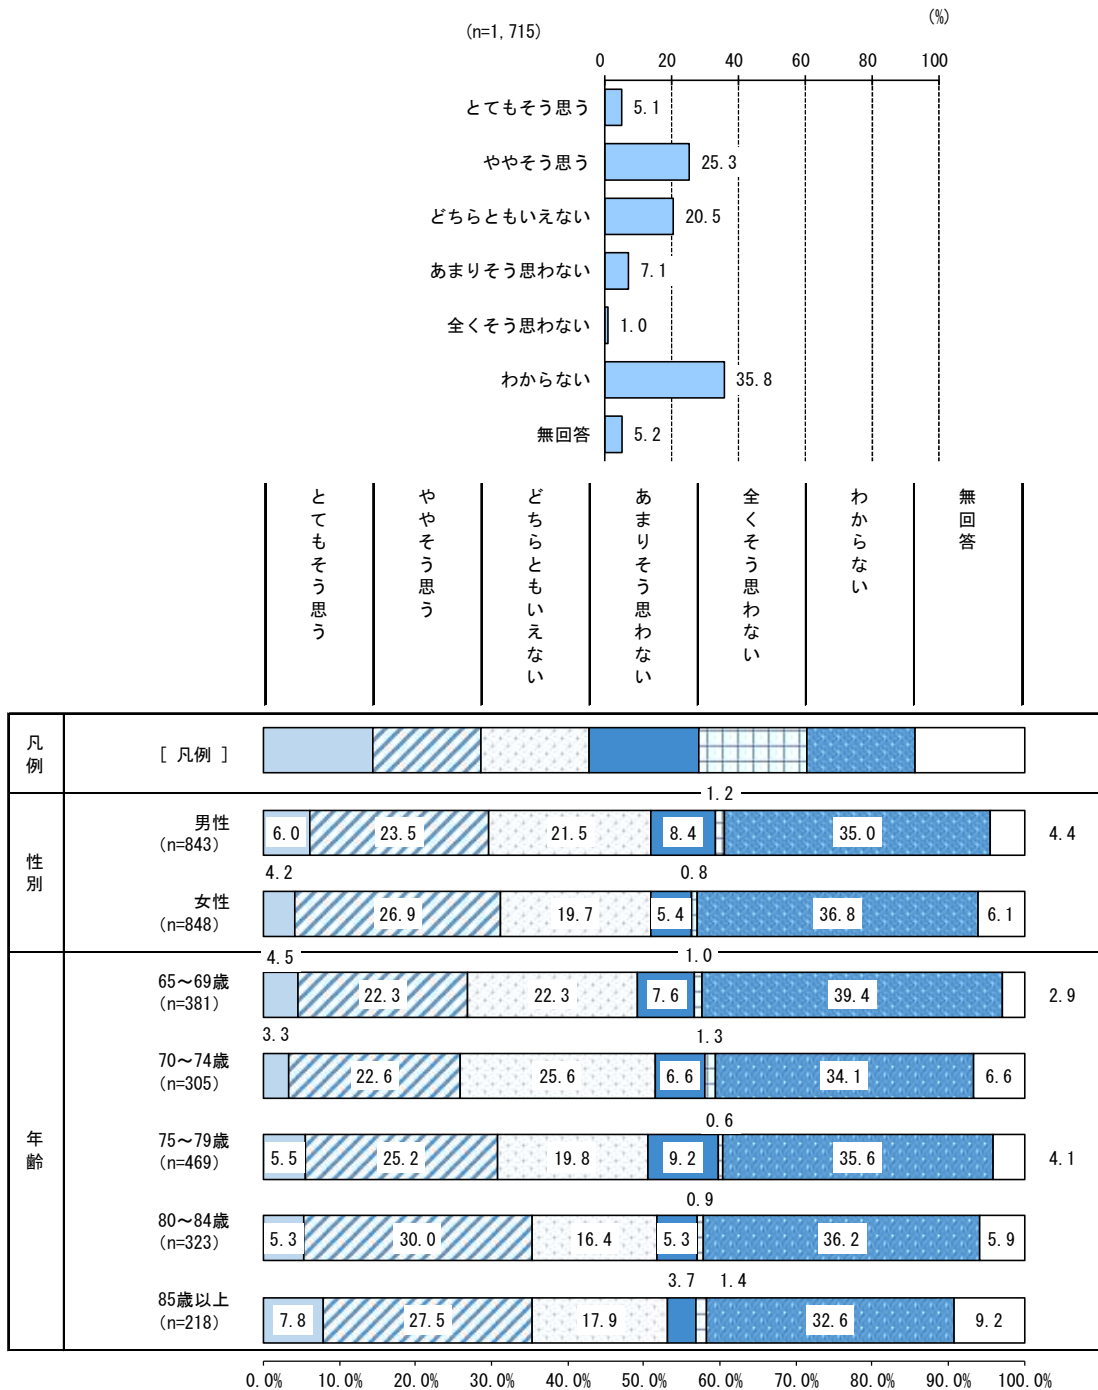 (%)
(n=1,715)
0 20 40 60 80 100
とてもそう思う 5.1
ややそう思う 25.3
どちらともいえない 20.5
あまりそう思わない 7.1
全くそう思わない 1.0
わからない 35.8
無回答 5.2
とてもそう思う
ややそう思う
どちらともいえない
あまりそう思わない
全くそう思わない
わからない
無回答
凡例
[ 凡例 ]
性別
1.2
男性
(n=843)
6.0 23.5 21.5 8.4 35.0 4.4
4.2 0.8
女性
(n=848)
26.9 19.7 5.4 36.8 6.1
年齢
4.5 1.0
65～69歳
(n=381)
22.3 22.3 7.6 39.4 2.9
3.3 1.3
70～74歳
(n=305)
22.6 25.6 6.6 34.1 6.6
0.6
75～79歳
(n=469)
5.5 25.2 19.8 9.2 35.6 4.1
0.9
80～84歳
(n=323)
5.3 30.0 16.4 5.3 36.2 5.9
3.7 1.4
85歳以上
(n=218)
7.8 27.5 17.9 32.6 9.2
0.0% 10.0% 20.0% 30.0% 40.0% 50.0% 60.0% 70.0% 80.0% 90.0% 100.0%